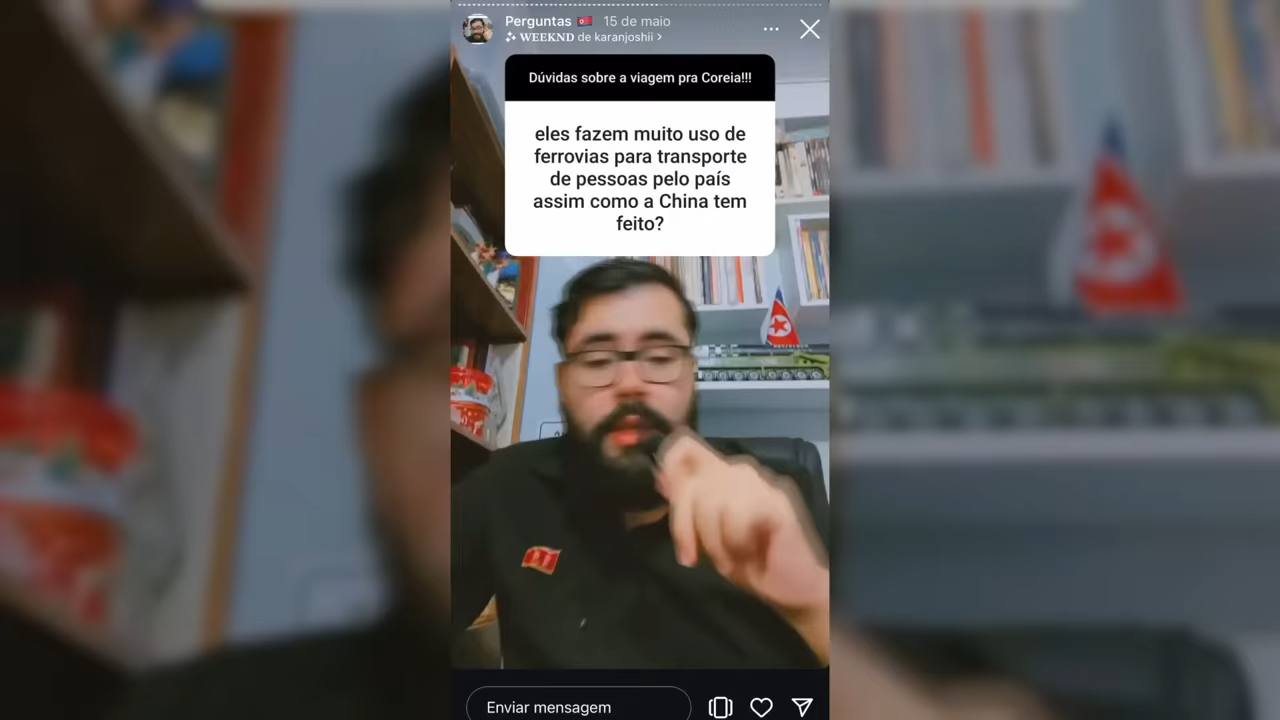 Perguntas 🇰🇵 15 de maio
WEEKND de karanjoshii >
Dúvidas sobre a viagem pra Coreia!!!
eles fazem muito uso de
ferrovias para transporte
de pessoas pelo país
assim como a China tem
feito?
Enviar mensagem